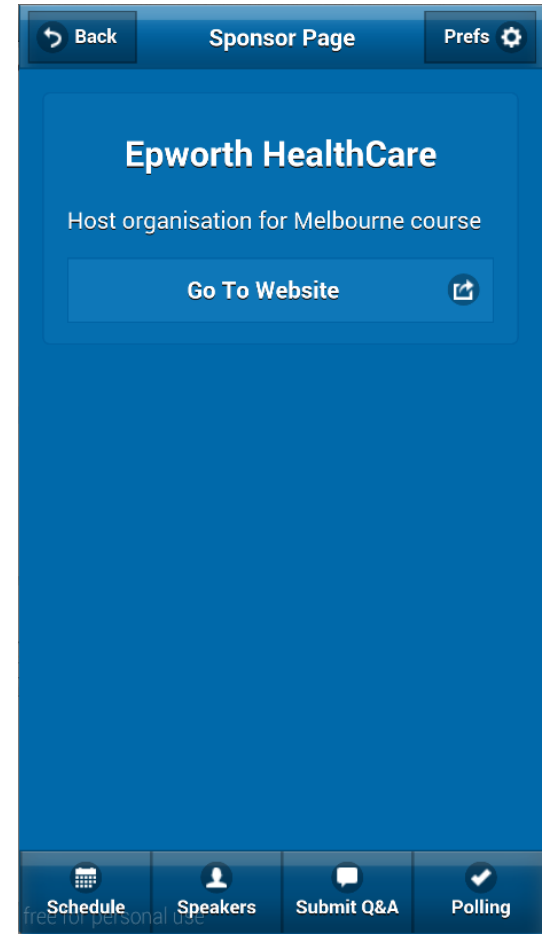 Back
Sponsor Page
Prefs
Epworth HealthCare
Host organisation for Melbourne course
Go To Website
Schedule
Speakers
Submit Q&A
Polling
free for personal use